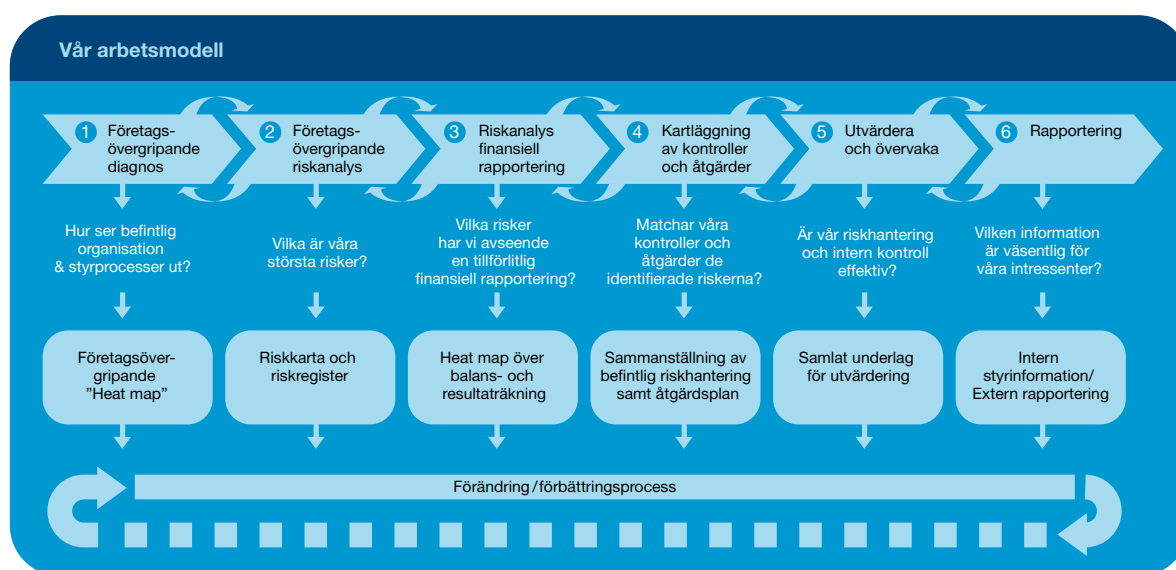 Vår arbetsmodell
1 Företags-
övergripande
diagnos
2 Företags-
övergripande
riskanalys
3 Riskanalys
finansiell
rapportering
4 Kartläggning
av kontroller
och åtgärder
5 Utvärdera
och övervaka
6 Rapportering
Hur ser befintlig
organisation
& styrprocesser ut?
Vilka är våra
största risker?
Vilka risker
har vi avseende
en tillförlitlig
finansiell rapportering?
Matchar våra
kontroller och
åtgärder de
identifierade riskerna?
Är vår riskhantering
och intern kontroll
effektiv?
Vilken information
är väsentlig för
våra intressenter?
Företagsöver-
gripande
”Heat map”
Riskkarta och
riskregister
Heat map över
balans- och
resultaträkning
Sammanställning av
befintlig riskhantering
samt åtgärdsplan
Samlat underlag
för utvärdering
Intern
styrinformation/
Extern rapportering
Förändring/förbättringsprocess